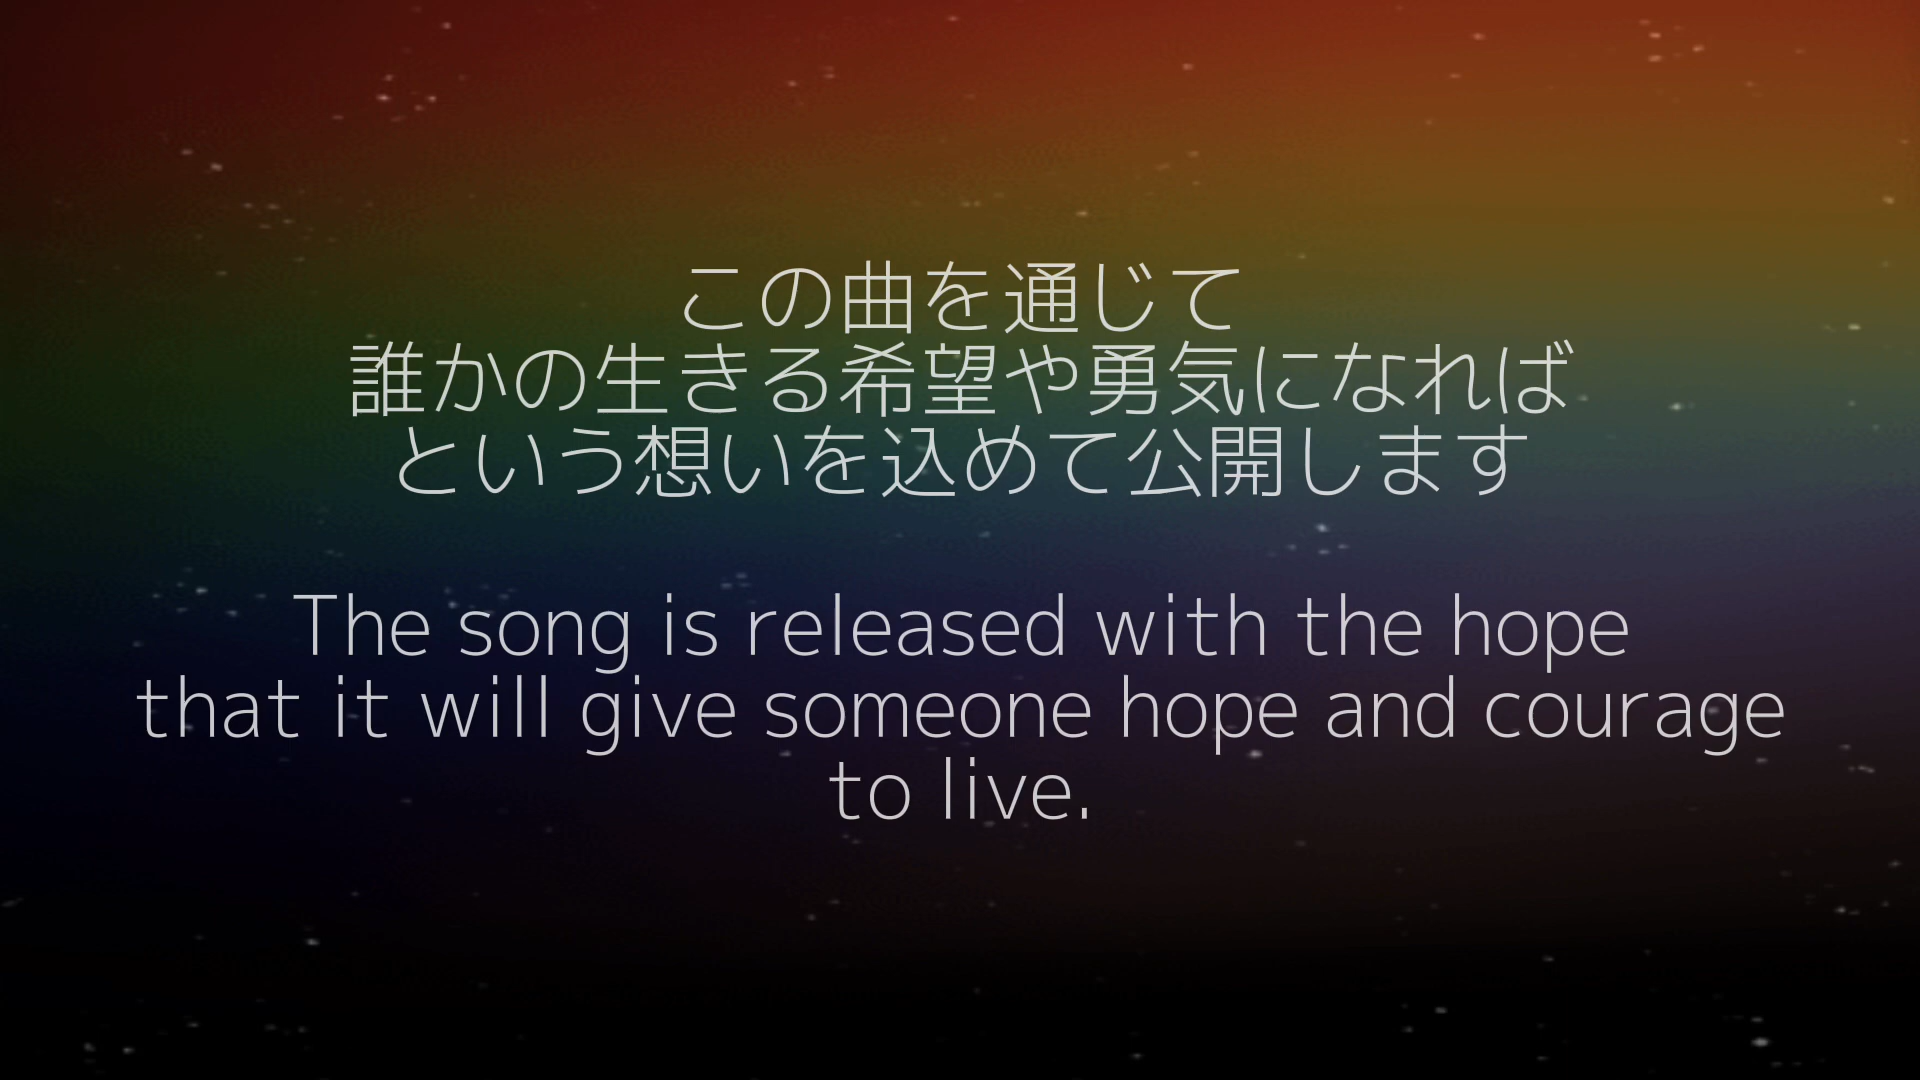 この曲を通じて
誰かの生きる希望や勇気になれば
という想いを込めて公開します
The song is released with the hope
that it will give someone hope and courage
to live.